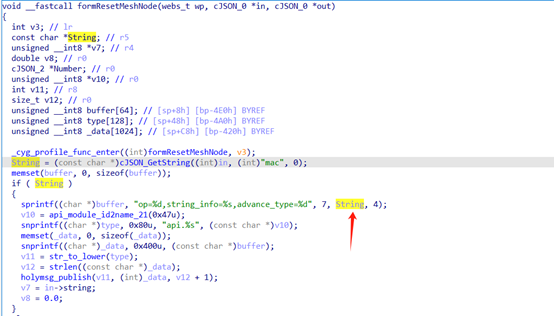 void __fastcall formResetMeshNode(webs_t wp, cJSON_0 *in, cJSON_0 *out)
{
int v3; // lr
const char *String; // r5
unsigned __int8 *v7; // r4
double v8; // r0
cJSON_2 *Number; // r0
unsigned __int8 *v10; // r0
int v11; // r8
size_t v12; // r0
unsigned __int8 buffer[64]; // [sp+8h] [bp-4E0h] BYREF
unsigned __int8 type[128]; // [sp+48h] [bp-4A0h] BYREF
unsigned __int8 _data[1024]; // [sp+C8h] [bp-420h] BYREF
_cyg_profile_func_enter((int)formResetMeshNode, v3);
String = (const char *)cJSON_GetString((int)in, (int)"mac", 0);
memset(buffer, 0, sizeof(buffer));
if ( String )
{
sprintf((char *)buffer, "op=%d,string_info=%s,advance_type=%d", 7, String, 4);
v10 = api_module_id2name_21(0x47u);
snprintf((char *)type, 0x80u, "api.%s", (const char *)v10);
memset(_data, 0, sizeof(_data));
snprintf((char *)_data, 0x400u, (const char *)buffer);
v11 = str_to_lower(type);
v12 = strlen((const char *)_data);
holymsg_publish(v11, (int)_data, v12 + 1);
v7 = in->string;
v8 = 0.0;
}